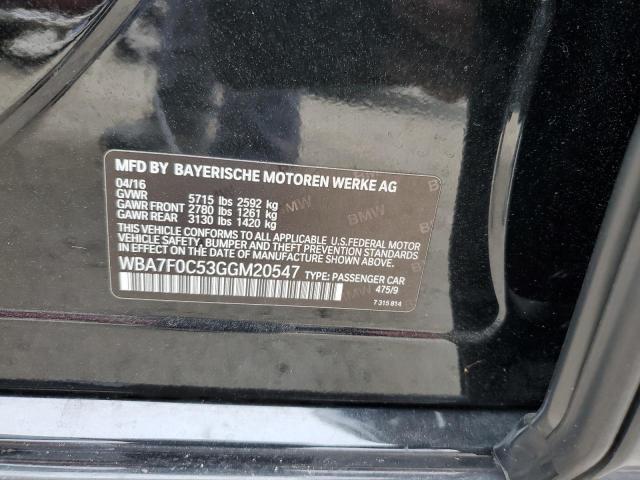 MFD BY BAYERISCHE MOTOREN WERKE AG
04/16
GVWR 5715 lbs 2592 kg
GAWR FRONT 2780 lbs 1261 kg
GAWR REAR 3130 lbs 1420 kg
THIS VEHICLE CONFORMS TO ALL APPLICABLE U.S.FEDERAL MOTOR
VEHICLE SAFETY, BUMPER AND THEFT PREVENTION STANDARDS
IN EFFECT ON THE DATE OF MANUFACTURE SHOWN ABOVE.
WBA7F0C53GGM20547 TYPE: PASSENGER CAR
475/9
7 315 814